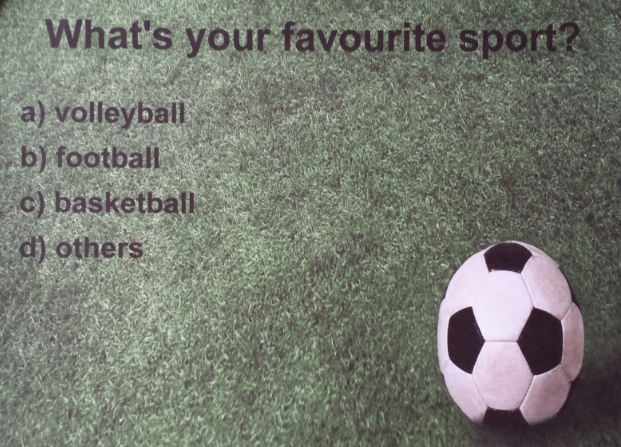 What's your favourite sport?
a) volleyball
b) football
c) basketball
d) others